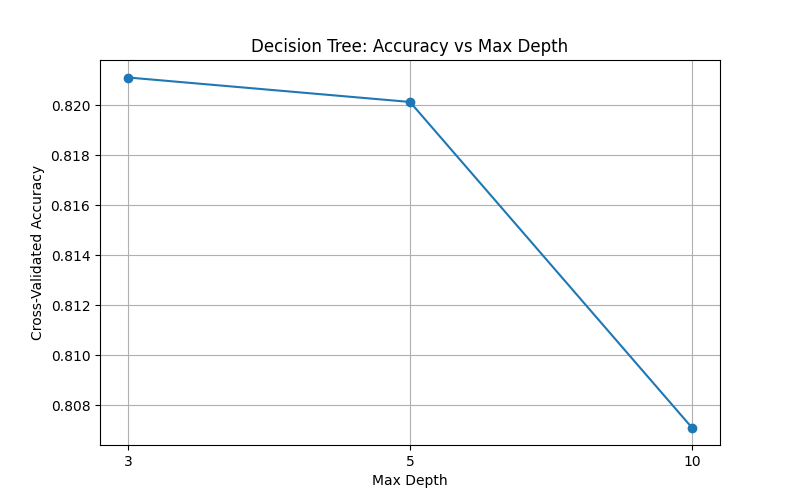 Decision Tree: Accuracy vs Max Depth
Cross-Validated Accuracy
0.820
0.818
0.816
0.814
0.812
0.810
0.808
3 5 10
Max Depth